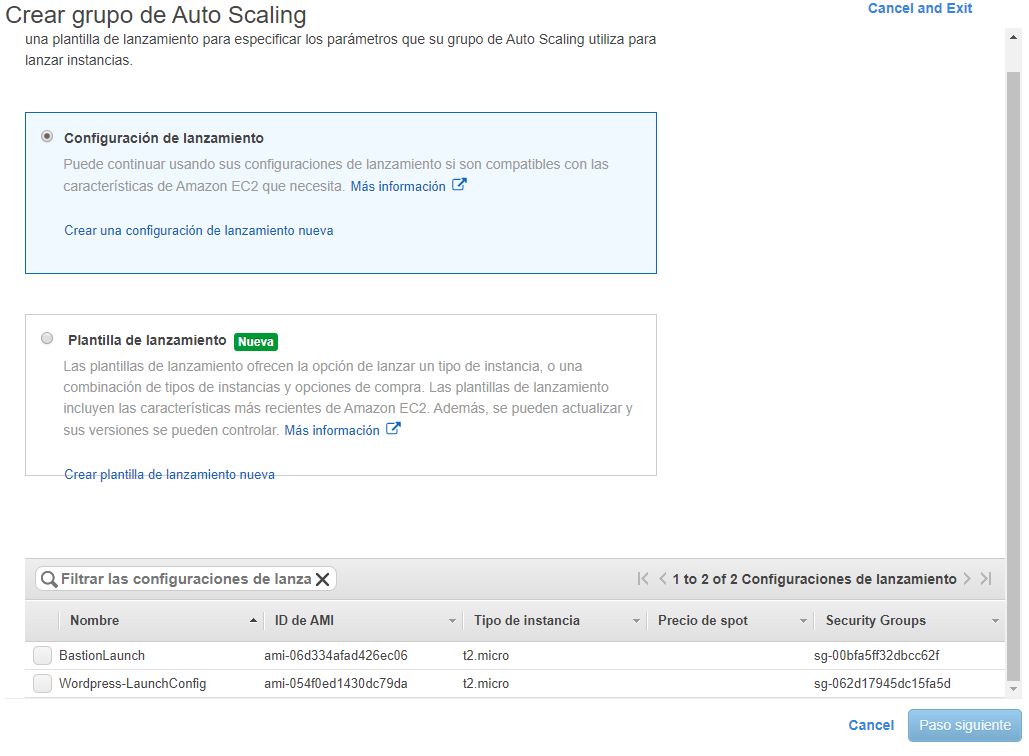 Crear grupo de Auto Scaling
Cancel and Exit
una plantilla de lanzamiento para especificar los parámetros que su grupo de Auto Scaling utiliza para
lanzar instancias.
Configuración de lanzamiento
Puede continuar usando sus configuraciones de lanzamiento si son compatibles con las
características de Amazon EC2 que necesita. Más información
Crear una configuración de lanzamiento nueva
Plantilla de lanzamiento Nueva
Las plantillas de lanzamiento ofrecen la opción de lanzar un tipo de instancia, o una
combinación de tipos de instancias y opciones de compra. Las plantillas de lanzamiento
incluyen las características más recientes de Amazon EC2. Además, se pueden actualizar y
sus versiones se pueden controlar. Más información
Crear plantilla de lanzamiento nueva
Filtrar las configuraciones de lanza
1 to 2 of 2 Configuraciones de lanzamiento
Nombre ID de AMI Tipo de instancia Precio de spot Security Groups
BastionLaunch ami-06d334afad426ec06 t2.micro sg-00bfa5ff32dbcc62f
Wordpress-LaunchConfig ami-054f0ed1430dc79da t2.micro sg-062d17945dc15fa5d
Cancel Paso siguiente